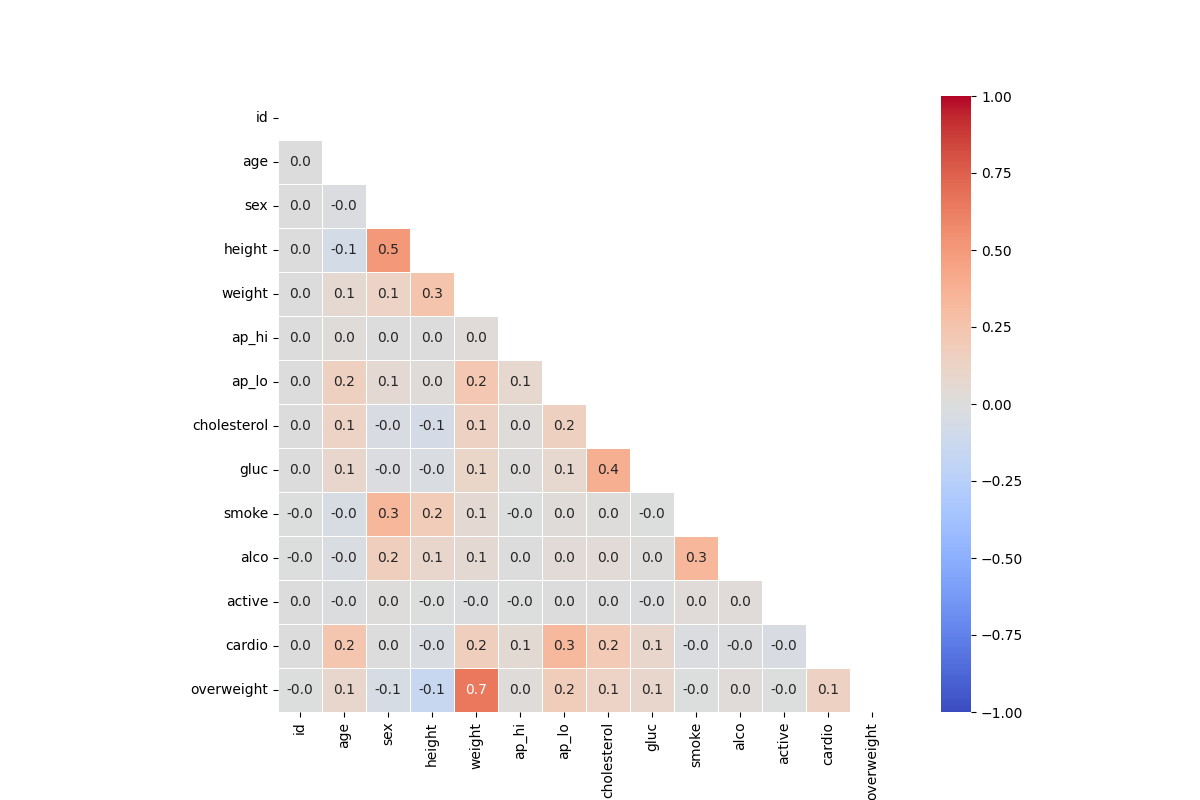 id
1.00
age 0.0
0.75
sex 0.0 -0.0
height 0.0 -0.1 0.5
0.50
weight 0.0 0.1 0.1 0.3
0.25
ap_hi 0.0 0.0 0.0 0.0 0.0
ap_lo 0.0 0.2 0.1 0.0 0.2 0.1
0.00
cholesterol 0.0 0.1 -0.0 -0.1 0.1 0.0 0.2
gluc 0.0 0.1 -0.0 -0.0 0.1 0.0 0.1 0.4
−0.25
smoke -0.0 -0.0 0.3 0.2 0.1 -0.0 0.0 0.0 -0.0
alco -0.0 -0.0 0.2 0.1 0.1 0.0 0.0 0.0 0.0 0.3
−0.50
active 0.0 -0.0 0.0 -0.0 -0.0 -0.0 0.0 0.0 -0.0 0.0 0.0
−0.75
cardio 0.0 0.2 0.0 -0.0 0.2 0.1 0.3 0.2 0.1 -0.0 -0.0 -0.0
overweight -0.0 0.1 -0.1 -0.1 0.7 0.0 0.2 0.1 0.1 -0.0 0.0 -0.0 0.1
−1.00
id age sex height weight ap_hi ap_lo cholesterol gluc smoke alco active cardio overweight